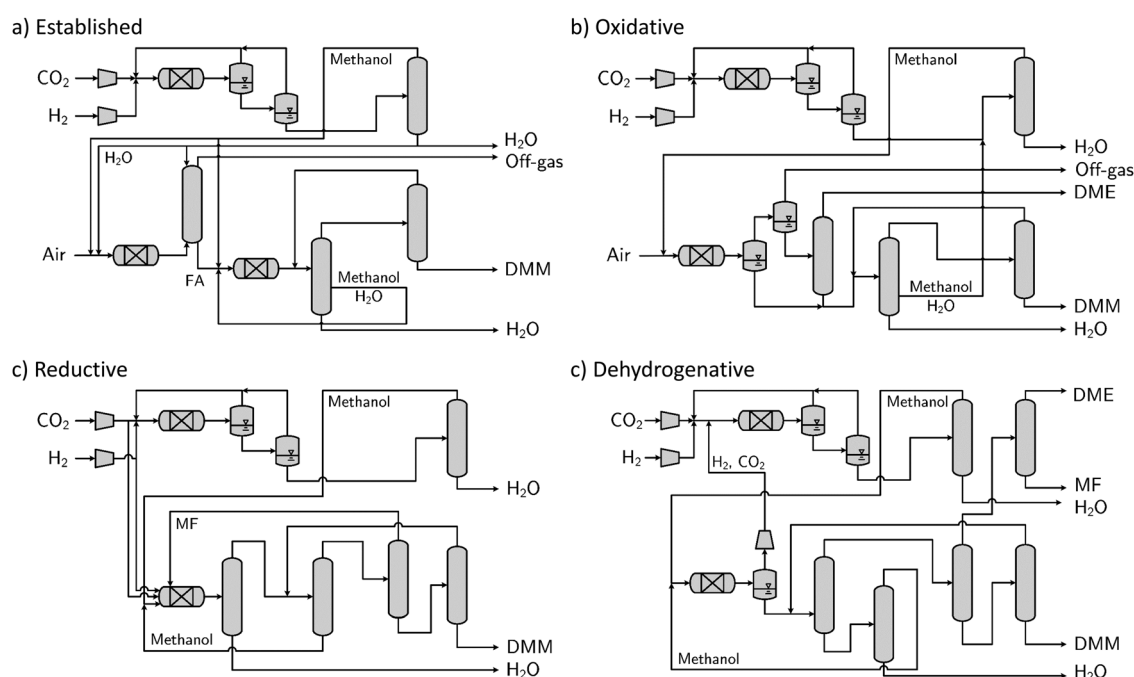 a) Established
Methanol
CO₂
H₂
H₂O
H₂O
Off-gas
Air
FA
Methanol
H₂O
DMM
H₂O
b) Oxidative
Methanol
CO₂
H₂
H₂O
Off-gas
DME
Air
Methanol
H₂O
DMM
H₂O
c) Reductive
Methanol
CO₂
H₂
H₂O
MF
Methanol
DMM
H₂O
c) Dehydrogenative
DME
Methanol
CO₂
H₂
H₂, CO₂
MF
H₂O
Methanol
DMM
H₂O